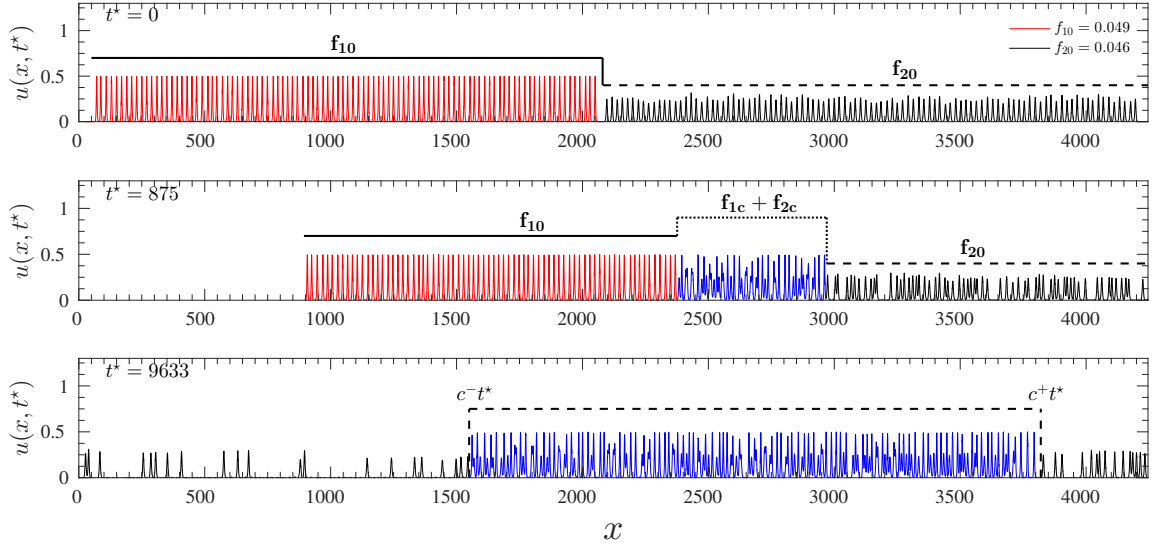 t⋆ = 0
f₁₀
f₂₀
f₁₀ = 0.049
f₂₀ = 0.046
u(x, t⋆)
1
0.5
0
0 500 1000 1500 2000 2500 3000 3500 4000
t⋆ = 875
f₁₀
f₁c + f₂c
f₂₀
u(x, t⋆)
1
0.5
0
0 500 1000 1500 2000 2500 3000 3500 4000
t⋆ = 9633
c⁻t⋆
c⁺t⋆
u(x, t⋆)
1
0.5
0
0 500 1000 1500 2000 2500 3000 3500 4000
x